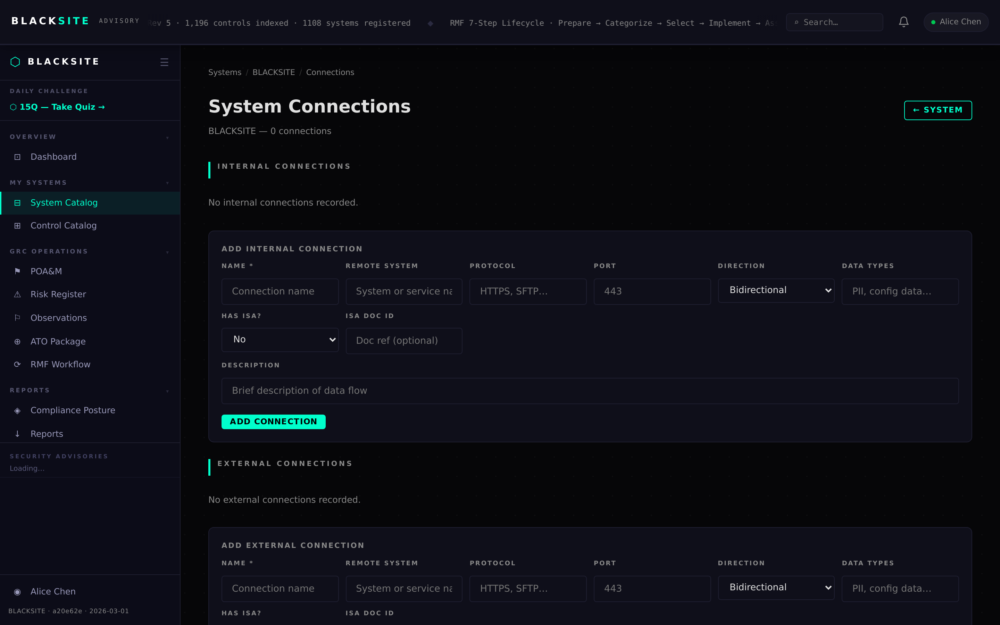 BLACKSITE ADVISORY Rev 5 · 1,196 controls indexed · 1108 systems registered ◆ RMF 7-Step Lifecycle · Prepare → Categorize → Select → Implement → As Search… Alice Chen
BLACKSITE
DAILY CHALLENGE
15Q — Take Quiz →
OVERVIEW
Dashboard
MY SYSTEMS
System Catalog
Control Catalog
GRC OPERATIONS
POA&M
Risk Register
Observations
ATO Package
RMF Workflow
REPORTS
Compliance Posture
Reports
SECURITY ADVISORIES
Loading…
Alice Chen
BLACKSITE · a20e62e · 2026-03-01
Systems / BLACKSITE / Connections
System Connections
← SYSTEM
BLACKSITE — 0 connections
INTERNAL CONNECTIONS
No internal connections recorded.
ADD INTERNAL CONNECTION
NAME * REMOTE SYSTEM PROTOCOL PORT DIRECTION DATA TYPES
Connection name System or service na HTTPS, SFTP… 443 Bidirectional PII, config data…
HAS ISA? ISA DOC ID
No Doc ref (optional)
DESCRIPTION
Brief description of data flow
ADD CONNECTION
EXTERNAL CONNECTIONS
No external connections recorded.
ADD EXTERNAL CONNECTION
NAME * REMOTE SYSTEM PROTOCOL PORT DIRECTION DATA TYPES
Connection name System or service na HTTPS, SFTP… 443 Bidirectional PII, config data…
HAS ISA? ISA DOC ID